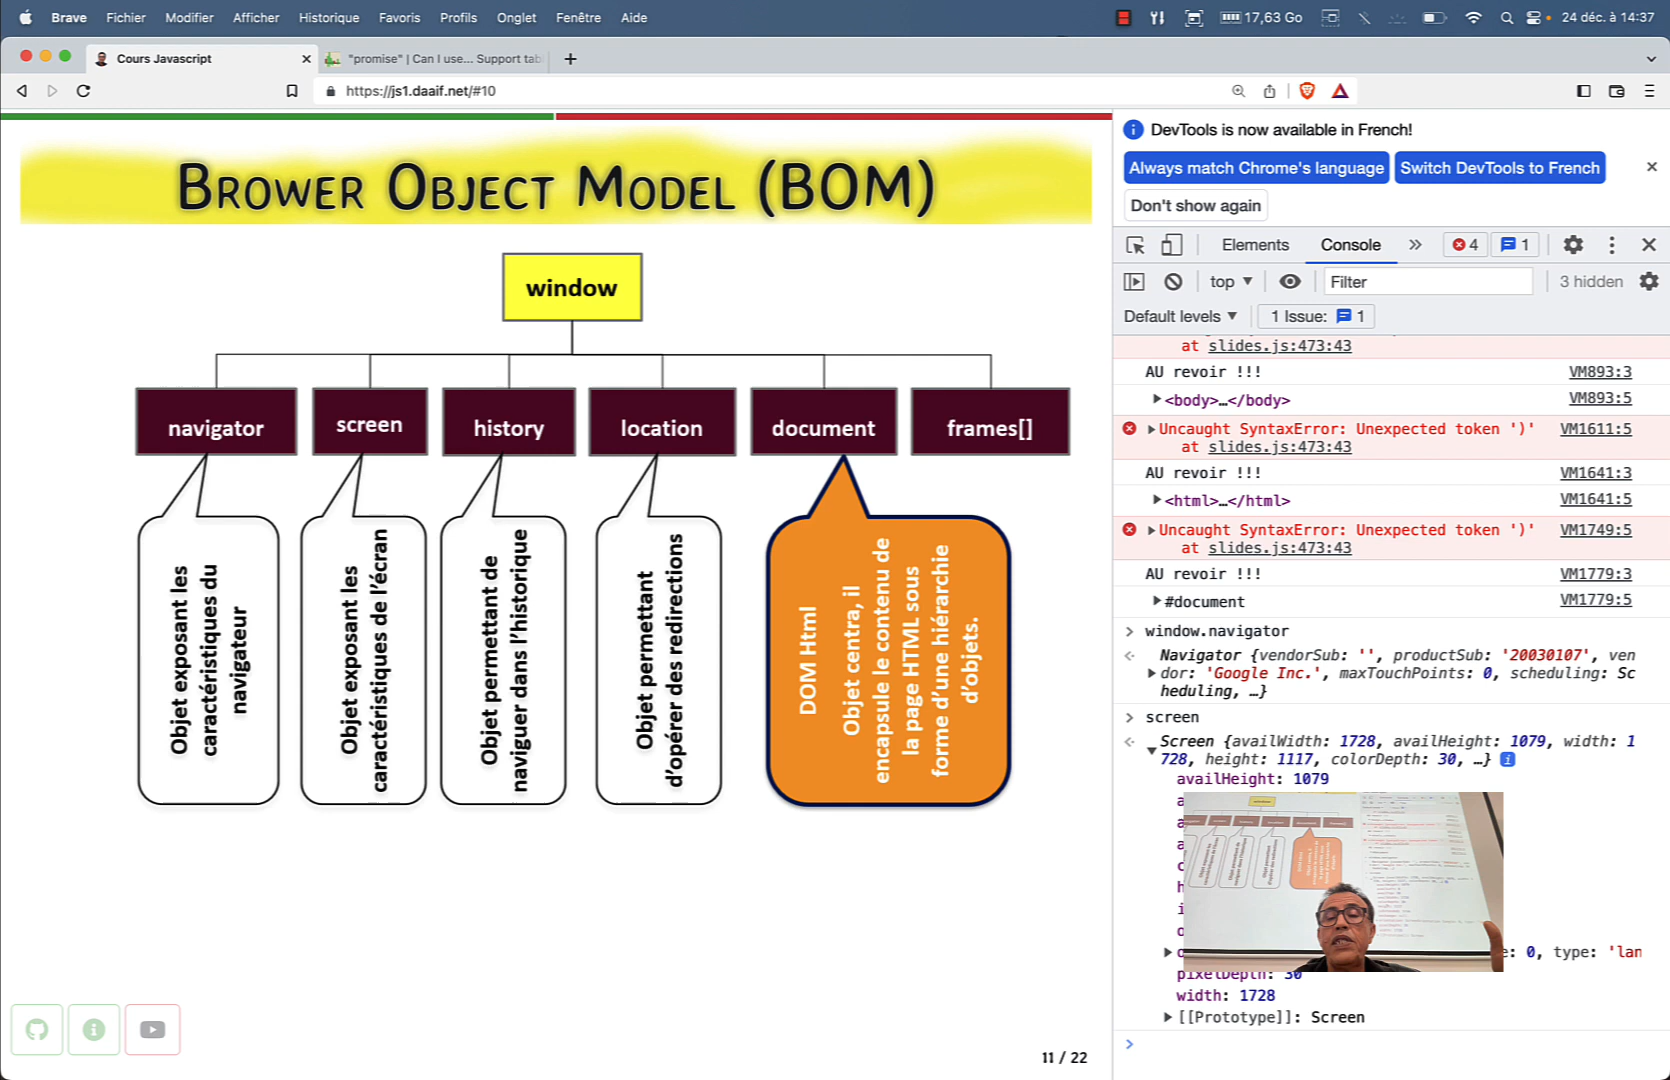 Brave Fichier Modifier Afficher Historique Favoris Profils Onglet Fenêtre Aide 17,63 Go 24 déc. à 14:37
Cours Javascript "promise" | Can I use... Support tab
https://js1.daaif.net/#10
DevTools is now available in French!
Always match Chrome's language Switch DevTools to French
Don't show again
Elements Console 4 1
top Filter 3 hidden
Default levels 1 Issue: 1
Brower Object Model (BOM)
window
navigator screen history location document frames[]
Objet exposant les
caractéristiques du
navigateur
Objet exposant les
caractéristiques de l'écran
Objet permettant de
naviguer dans l'historique
Objet permettant
d'opérer des redirections
DOM Html
Objet centra, il
encapsule le contenu de
la page HTML sous
forme d'une hiérarchie
d'objets.
11 / 22
at slides.js:473:43
AU revoir !!! VM893:3
<body>…</body> VM893:5
Uncaught SyntaxError: Unexpected token ')' VM1611:5
at slides.js:473:43
AU revoir !!! VM1641:3
<html>…</html> VM1641:5
Uncaught SyntaxError: Unexpected token ')' VM1749:5
at slides.js:473:43
AU revoir !!! VM1779:3
#document VM1779:5
window.navigator
Navigator {vendorSub: '', productSub: '20030107', ven
dor: 'Google Inc.', maxTouchPoints: 0, scheduling: Sc
heduling, …}
screen
Screen {availWidth: 1728, availHeight: 1079, width: 1
728, height: 1117, colorDepth: 30, …}
availHeight: 1079
0, type: 'lan
pixelDepth: 30
width: 1728
[[Prototype]]: Screen